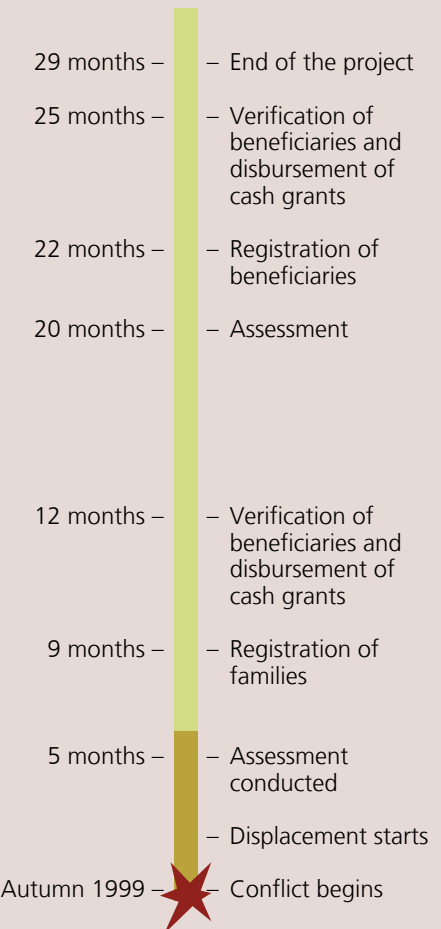 29 months – – End of the project
25 months – – Verification of
beneficiaries and
disbursement of
cash grants
22 months – – Registration of
beneficiaries
20 months – – Assessment
12 months – – Verification of
beneficiaries and
disbursement of
cash grants
9 months – – Registration of
families
5 months – – Assessment
conducted
– Displacement starts
Autumn 1999 – – Conflict begins